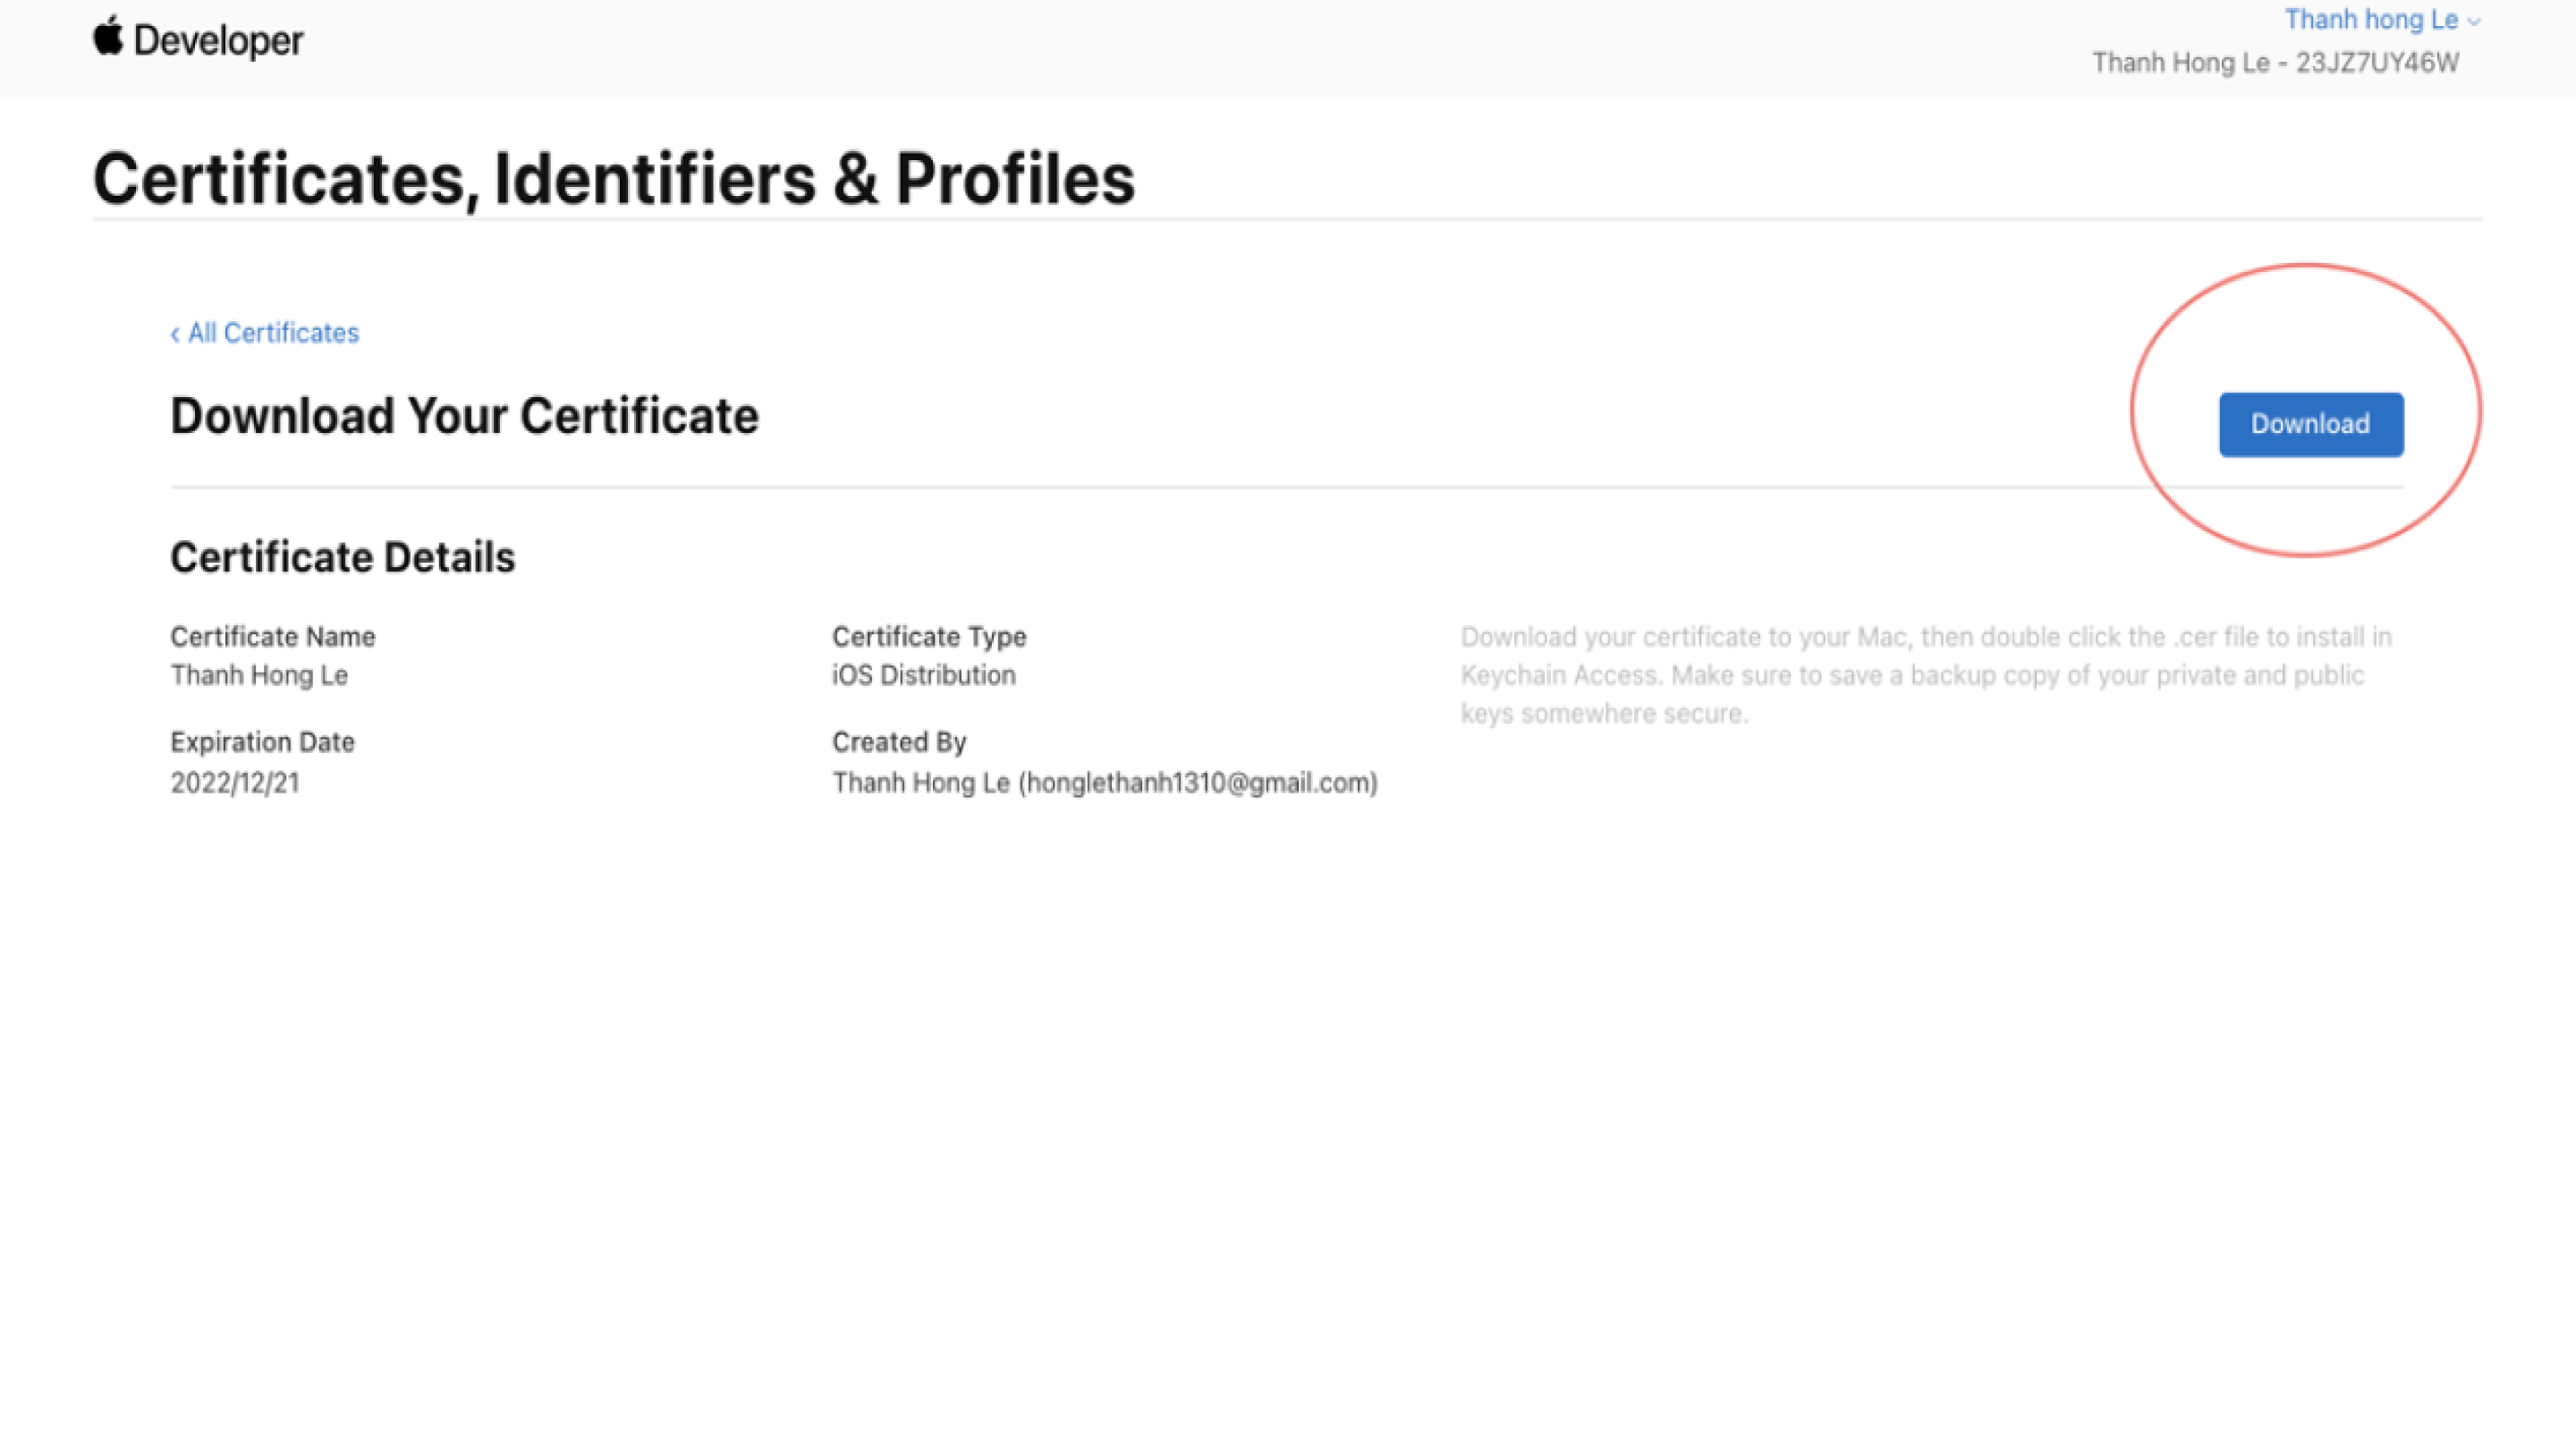 Developer
Thanh hong Le
Thanh Hong Le - 23JZ7UY46W
Certificates, Identifiers & Profiles
‹ All Certificates
Download Your Certificate
Download
Certificate Details
Certificate Name
Thanh Hong Le
Certificate Type
iOS Distribution
Download your certificate to your Mac, then double click the .cer file to install in
Keychain Access. Make sure to save a backup copy of your private and public
keys somewhere secure.
Expiration Date
2022/12/21
Created By
Thanh Hong Le (honglethanh1310@gmail.com)